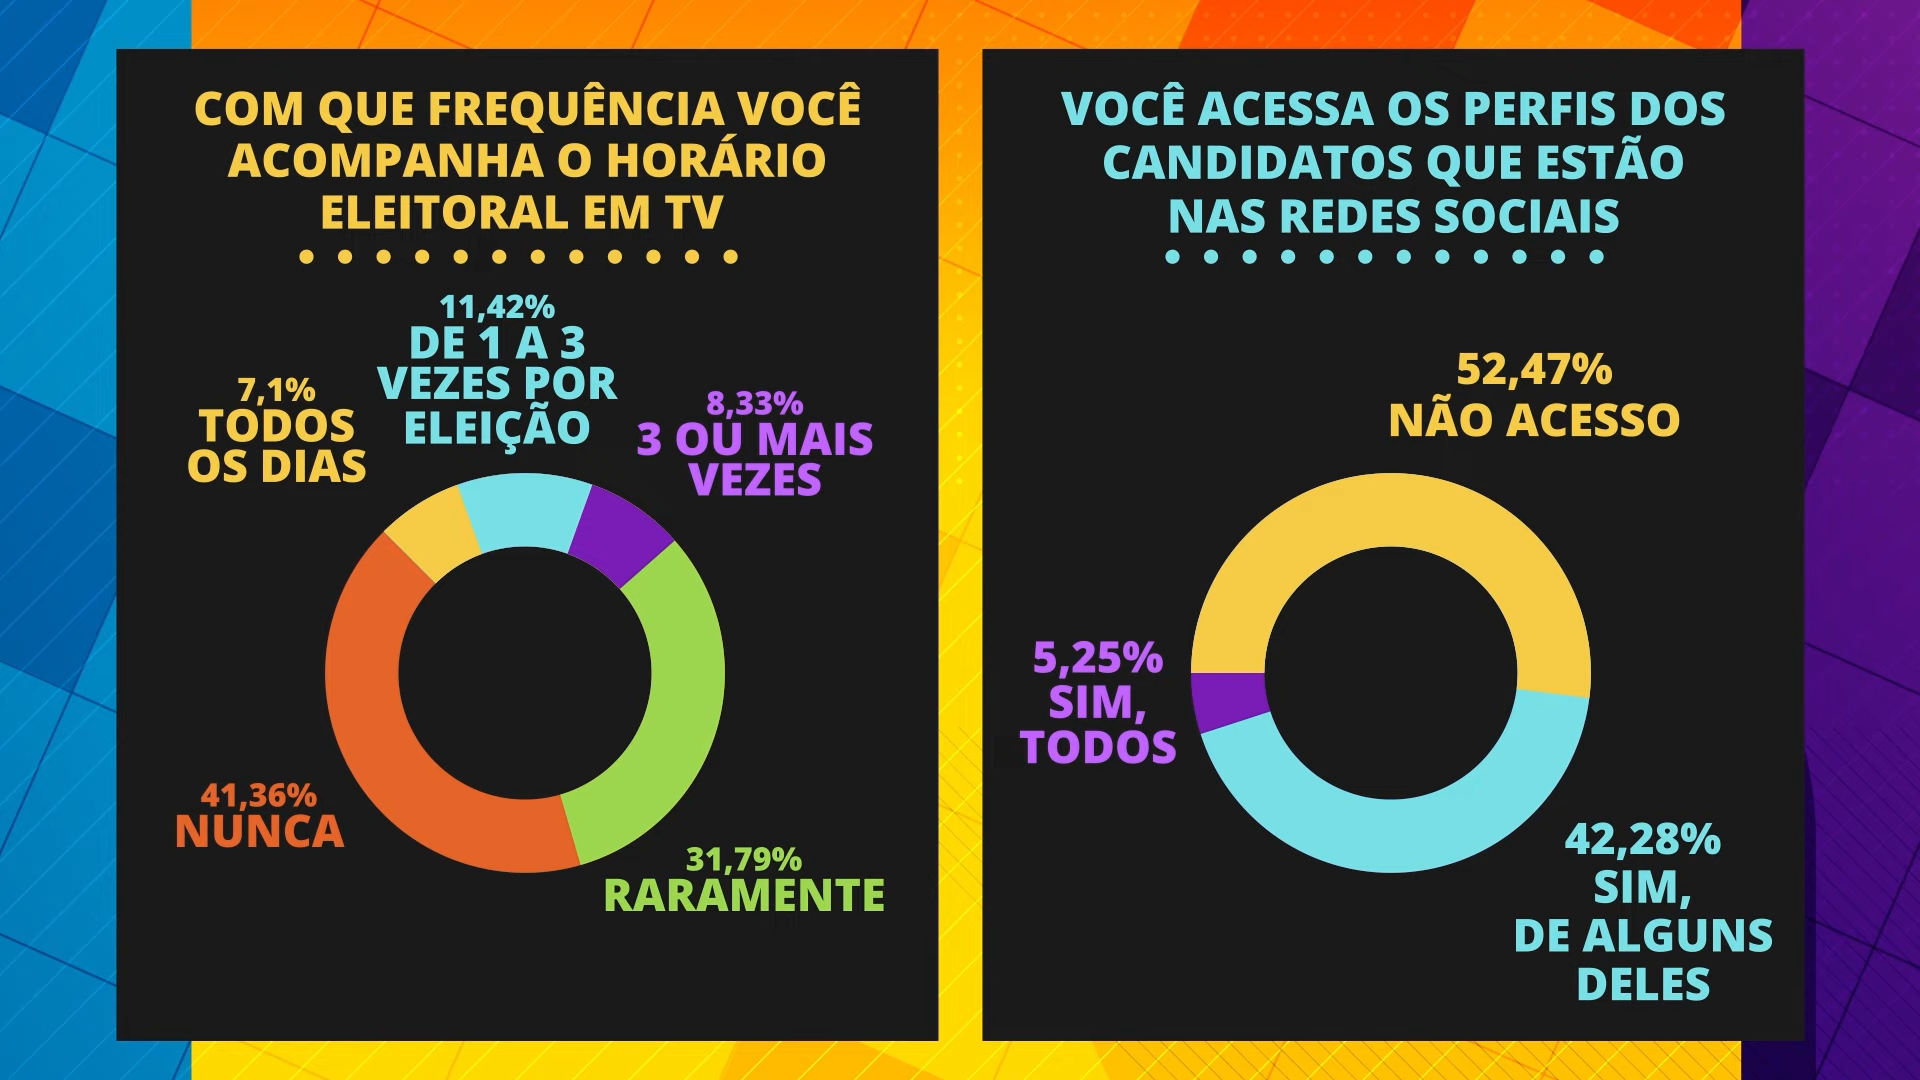 COM QUE FREQUÊNCIA VOCÊ
ACOMPANHA O HORÁRIO
ELEITORAL EM TV
11,42%
DE 1 A 3
VEZES POR
ELEIÇÃO
7,1%
TODOS
OS DIAS
8,33%
3 OU MAIS
VEZES
41,36%
NUNCA
31,79%
RARAMENTE
VOCÊ ACESSA OS PERFIS DOS
CANDIDATOS QUE ESTÃO
NAS REDES SOCIAIS
52,47%
NÃO ACESSO
5,25%
SIM,
TODOS
42,28%
SIM,
DE ALGUNS
DELES